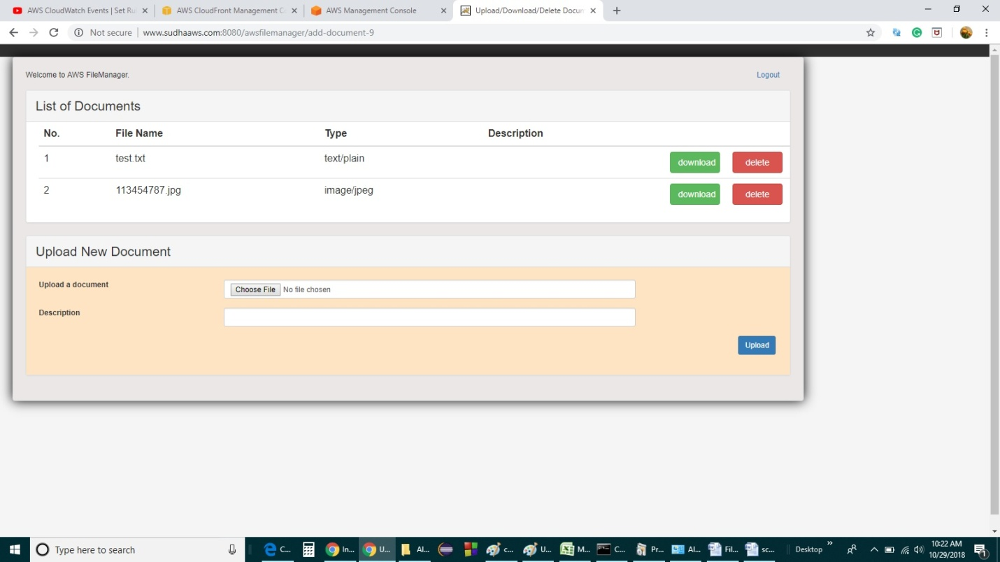 AWS CloudWatch Events | Set Ru
AWS CloudFront Management C
AWS Management Console
Upload/Download/Delete Docum
Not secure | www.sudhaaws.com:8080/awsfilemanager/add-document-9
Welcome to AWS FileManager. Logout
List of Documents
No. File Name Type Description
1 test.txt text/plain download delete
2 113454787.jpg image/jpeg download delete
Upload New Document
Upload a document Choose File No file chosen
Description
Upload
Type here to search C... In... U... Al... c... U... M... C... Pr... Al... Fil... sc... Desktop »
10:22 AM
10/29/2018
1